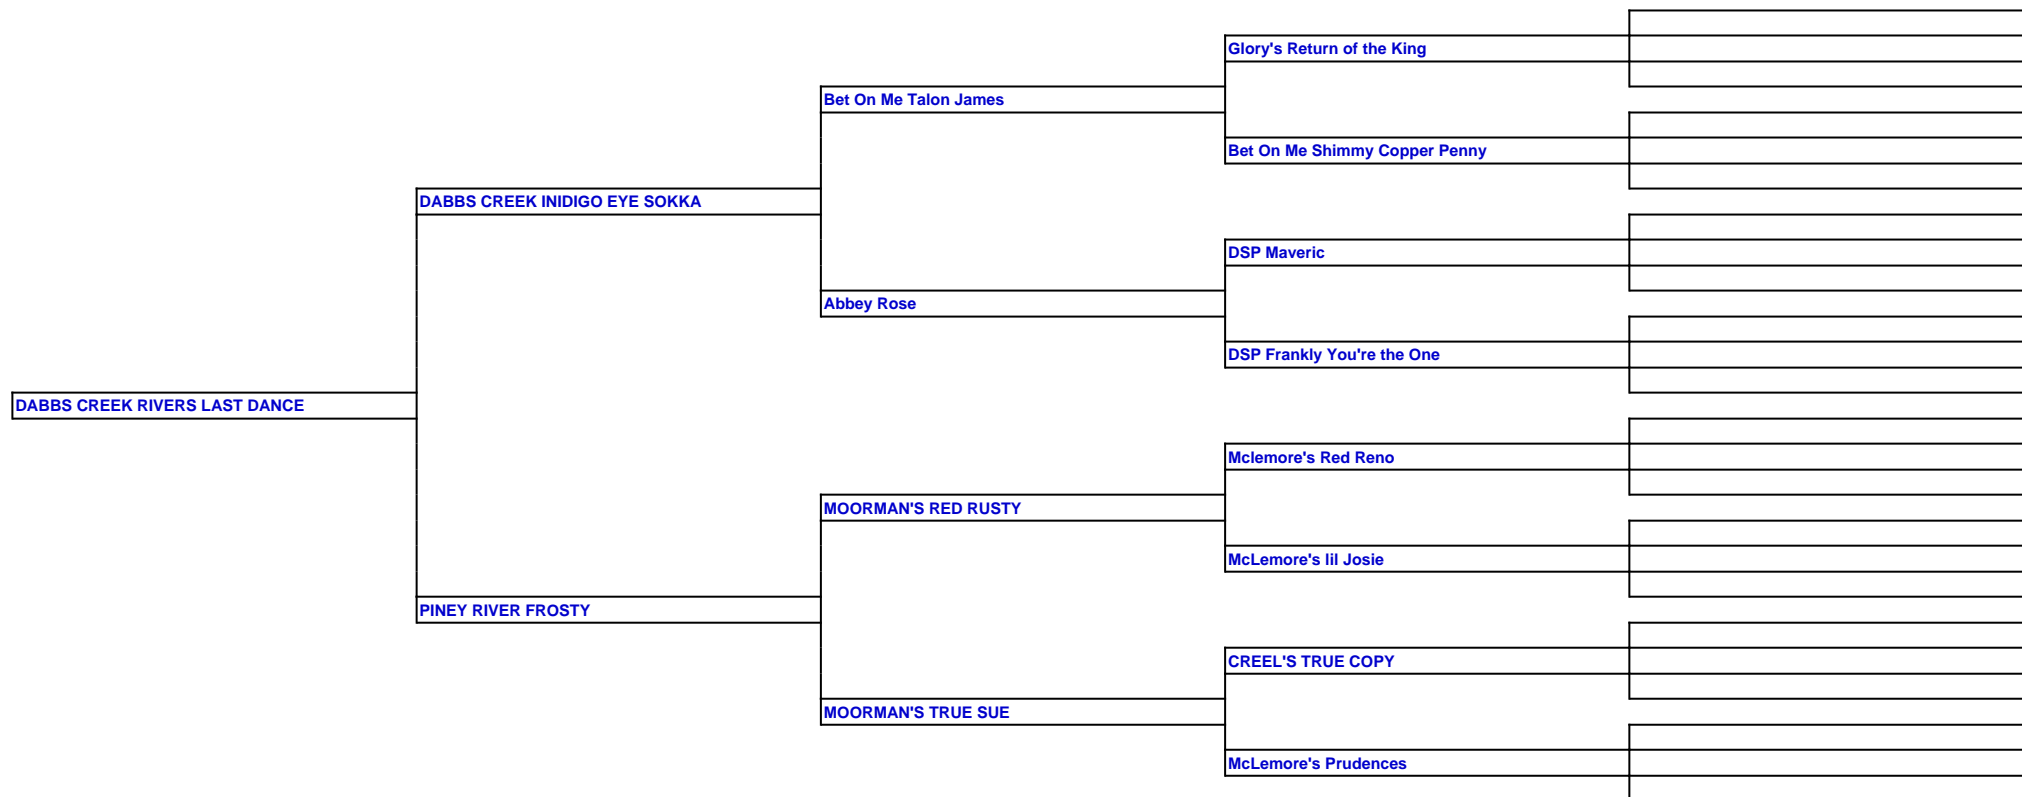 Glory's Return of the King
Bet On Me Talon James
Bet On Me Shimmy Copper Penny
DABBS CREEK INIDIGO EYE SOKKA
DSP Maveric
Abbey Rose
DSP Frankly You're the One
DABBS CREEK RIVERS LAST DANCE
Mclemore's Red Reno
MOORMAN'S RED RUSTY
McLemore's lil Josie
PINEY RIVER FROSTY
CREEL'S TRUE COPY
MOORMAN'S TRUE SUE
McLemore's Prudences